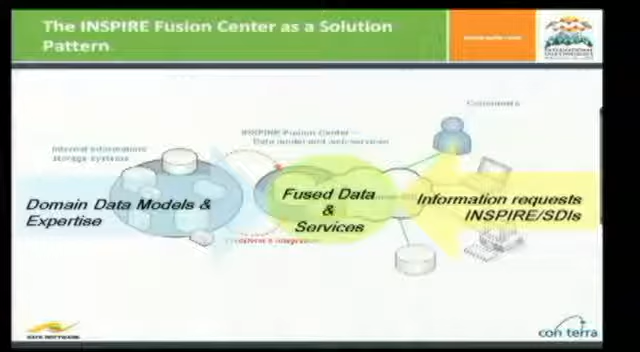 The INSPIRE Fusion Center as a Solution
Pattern
Consumers
INSPIRE Fusion Center
Data model and web services
Internal information
storage systems
Domain Data Models &
Expertise
Fused Data
&
Services
Information requests
INSPIRE/SDIs
con terra